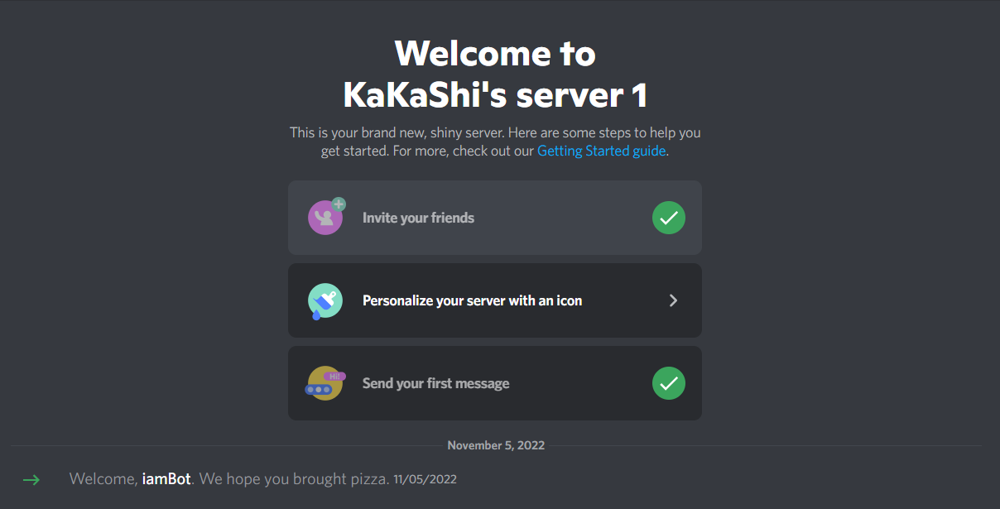 Welcome to
KaKaShi's server 1
This is your brand new, shiny server. Here are some steps to help you
get started. For more, check out our Getting Started guide.
Invite your friends
Personalize your server with an icon
Hi!
Send your first message
November 5, 2022
Welcome, iamBot. We hope you brought pizza. 11/05/2022